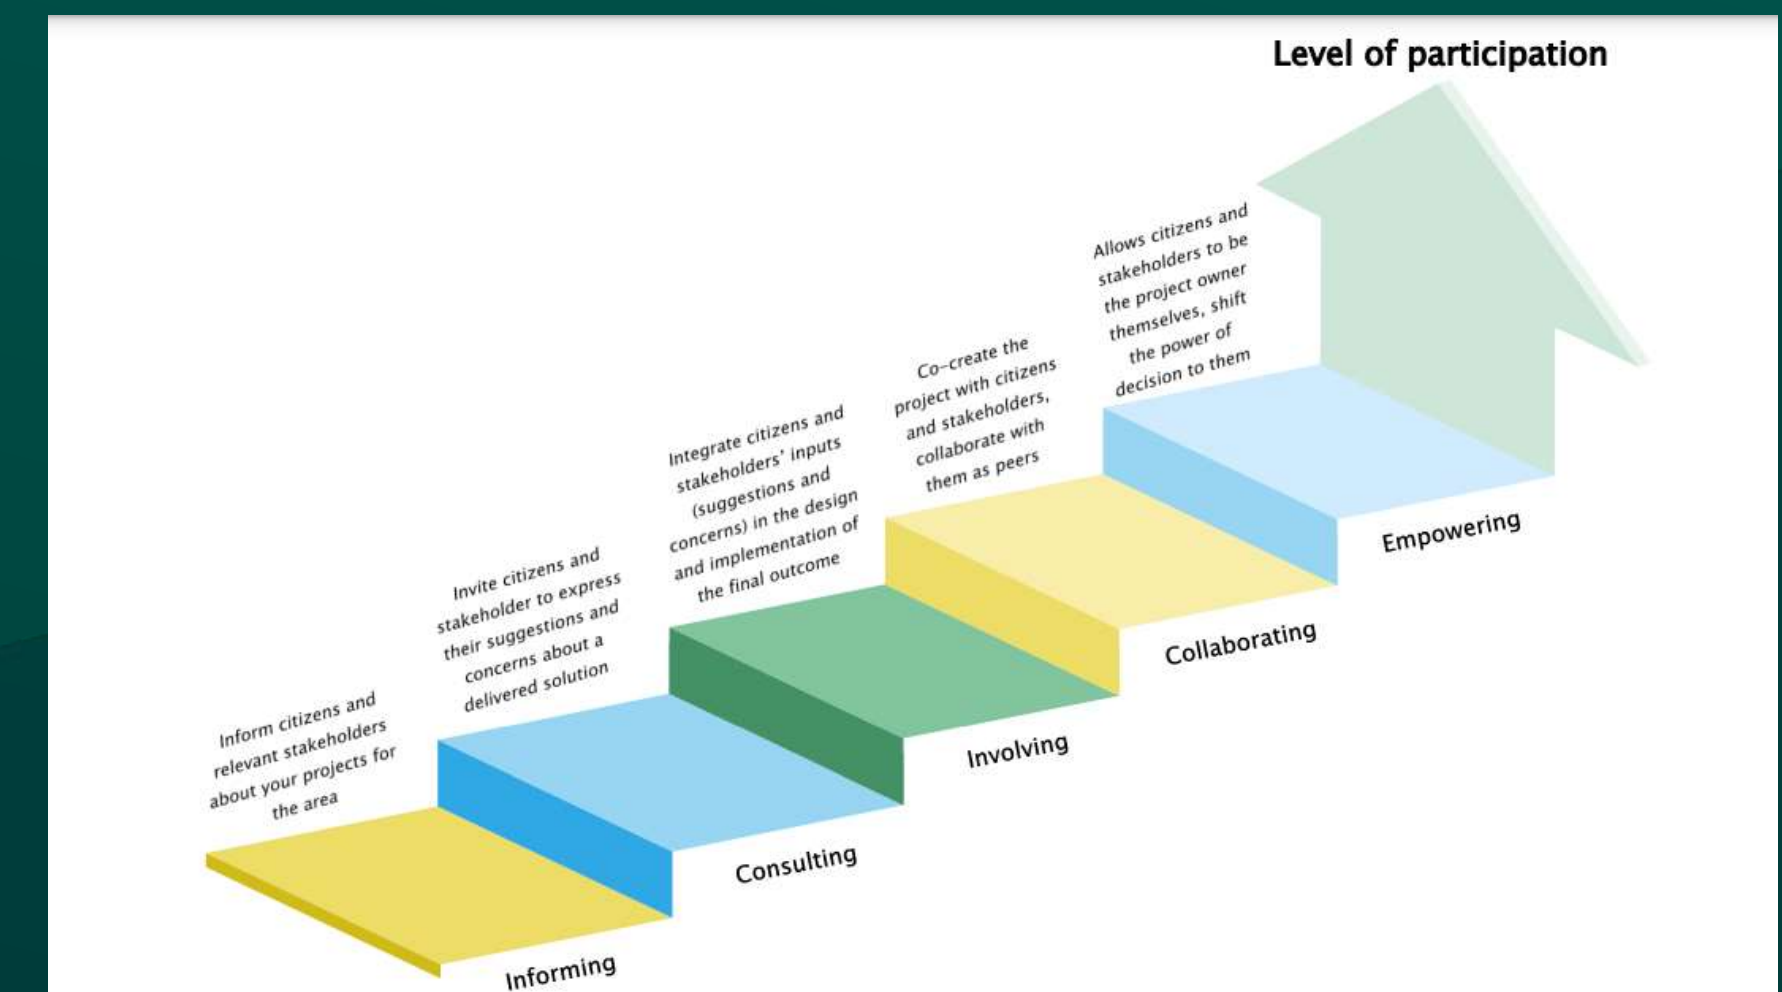 Level of participation
Allows citizens and
stakeholders to be
the project owner
themselves, shift
the power of
decision to them
Empowering
Co-create the
project with citizens
and stakeholders,
collaborate with
them as peers
Collaborating
Integrate citizens and
stakeholders' inputs
(suggestions and
concerns) in the design
and implementation of
the final outcome
Involving
Invite citizens and
stakeholder to express
their suggestions and
concerns about a
delivered solution
Consulting
Inform citizens and
relevant stakeholders
about your projects for
the area
Informing